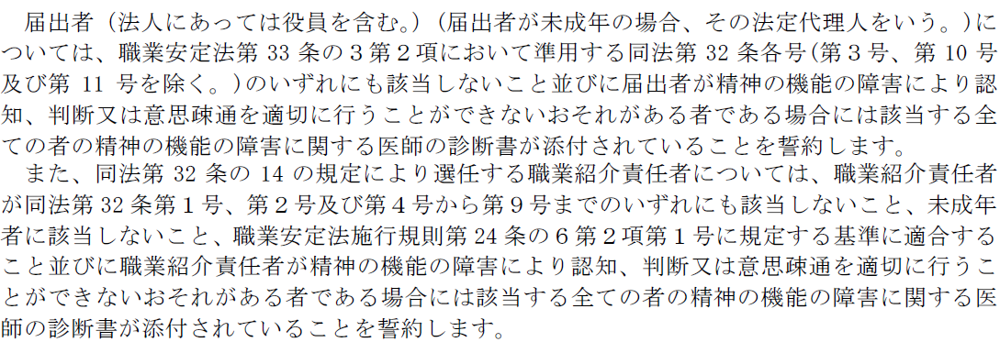 届出者（法人にあっては役員を含む。）(届出者が未成年の場合、その法定代理人をいう。)に
ついては、職業安定法第 33 条の３第２項において準用する同法第 32 条各号(第３号、第 10 号
及び第 11 号を除く。)のいずれにも該当しないこと並びに届出者が精神の機能の障害により認
知、判断又は意思疎通を適切に行うことができないおそれがある者である場合には該当する全
ての者の精神の機能の障害に関する医師の診断書が添付されていることを誓約します。
また、同法第 32 条の 14 の規定により選任する職業紹介責任者については、職業紹介責任者
が同法第 32 条第１号、第２号及び第４号から第９号までのいずれにも該当しないこと、未成年
者に該当しないこと、職業安定法施行規則第 24 条の６第２項第１号に規定する基準に適合する
こと並びに職業紹介責任者が精神の機能の障害により認知、判断又は意思疎通を適切に行うこ
とができないおそれがある者である場合には該当する全ての者の精神の機能の障害に関する医
師の診断書が添付されていることを誓約します。